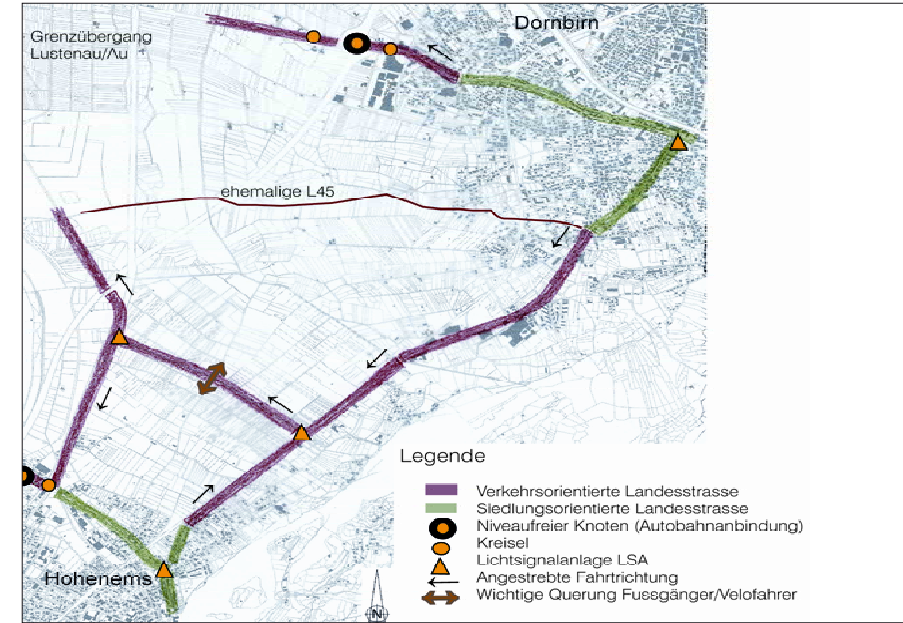 Dornbirn
Grenzübergang
Lustenau/Au
ehemalige L45
Legende
Verkehrsorientierte Landesstrasse
Siedlungsorientierte Landesstrasse
Niveaufreier Knoten (Autobahnanbindung)
Kreisel
Lichtsignalanlage LSA
Angestrebte Fahrtrichtung
Wichtige Querung Fussgänger/Velofahrer
Hohenems
N